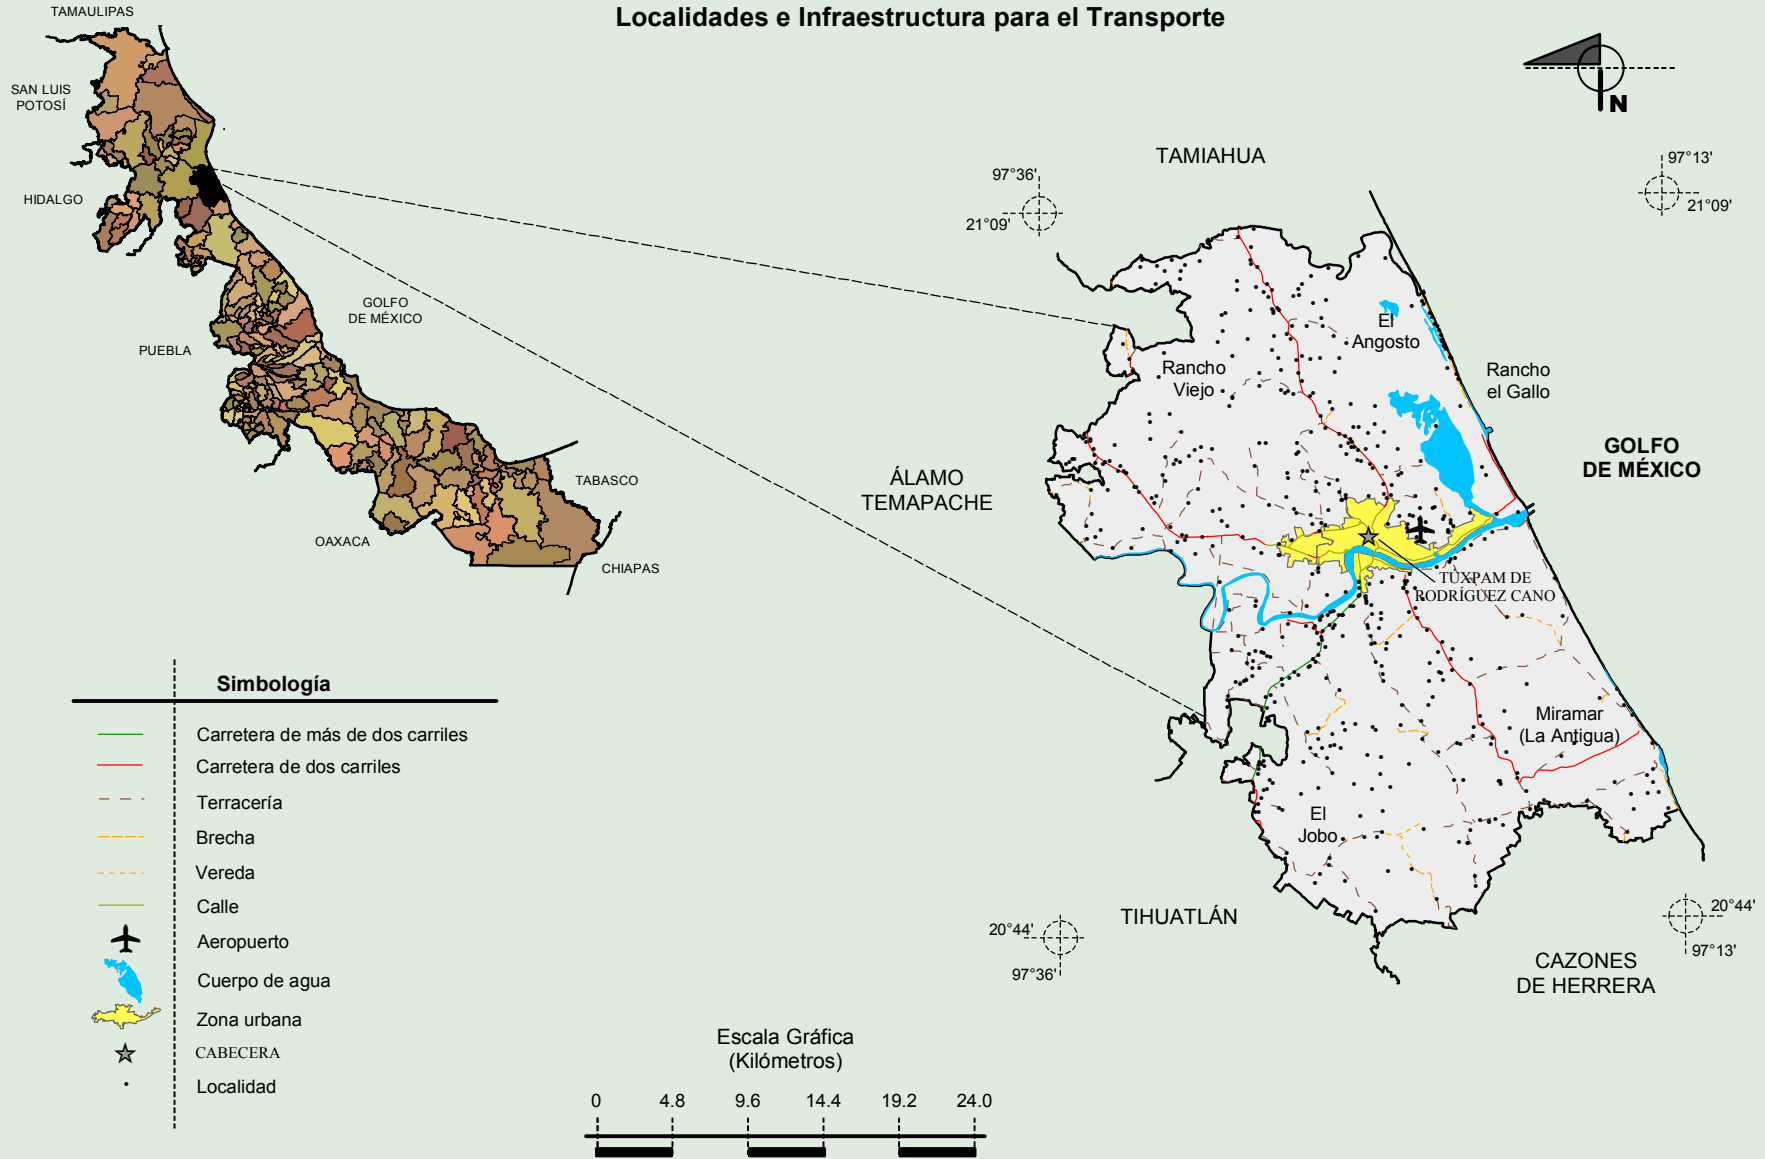 Localidades e Infraestructura para el Transporte
TAMAULIPAS
SAN LUIS
POTOSÍ
HIDALGO
PUEBLA
GOLFO
DE MÉXICO
OAXACA
TABASCO
CHIAPAS
N
TAMIAHUA
97°36'
21°09'
97°13'
21°09'
El
Angosto
Rancho
Viejo
Rancho
el Gallo
GOLFO
DE MÉXICO
ÁLAMO
TEMAPACHE
TÚXPAM DE
RODRÍGUEZ CANO
Miramar
(La Antigua)
El
Jobo
TIHUATLÁN
20°44'
97°36'
20°44'
97°13'
CAZONES
DE HERRERA
Simbología
Carretera de más de dos carriles
Carretera de dos carriles
Terracería
Brecha
Vereda
Calle
Aeropuerto
Cuerpo de agua
Zona urbana
CABECERA
Localidad
Escala Gráfica
(Kilómetros)
0 4.8 9.6 14.4 19.2 24.0